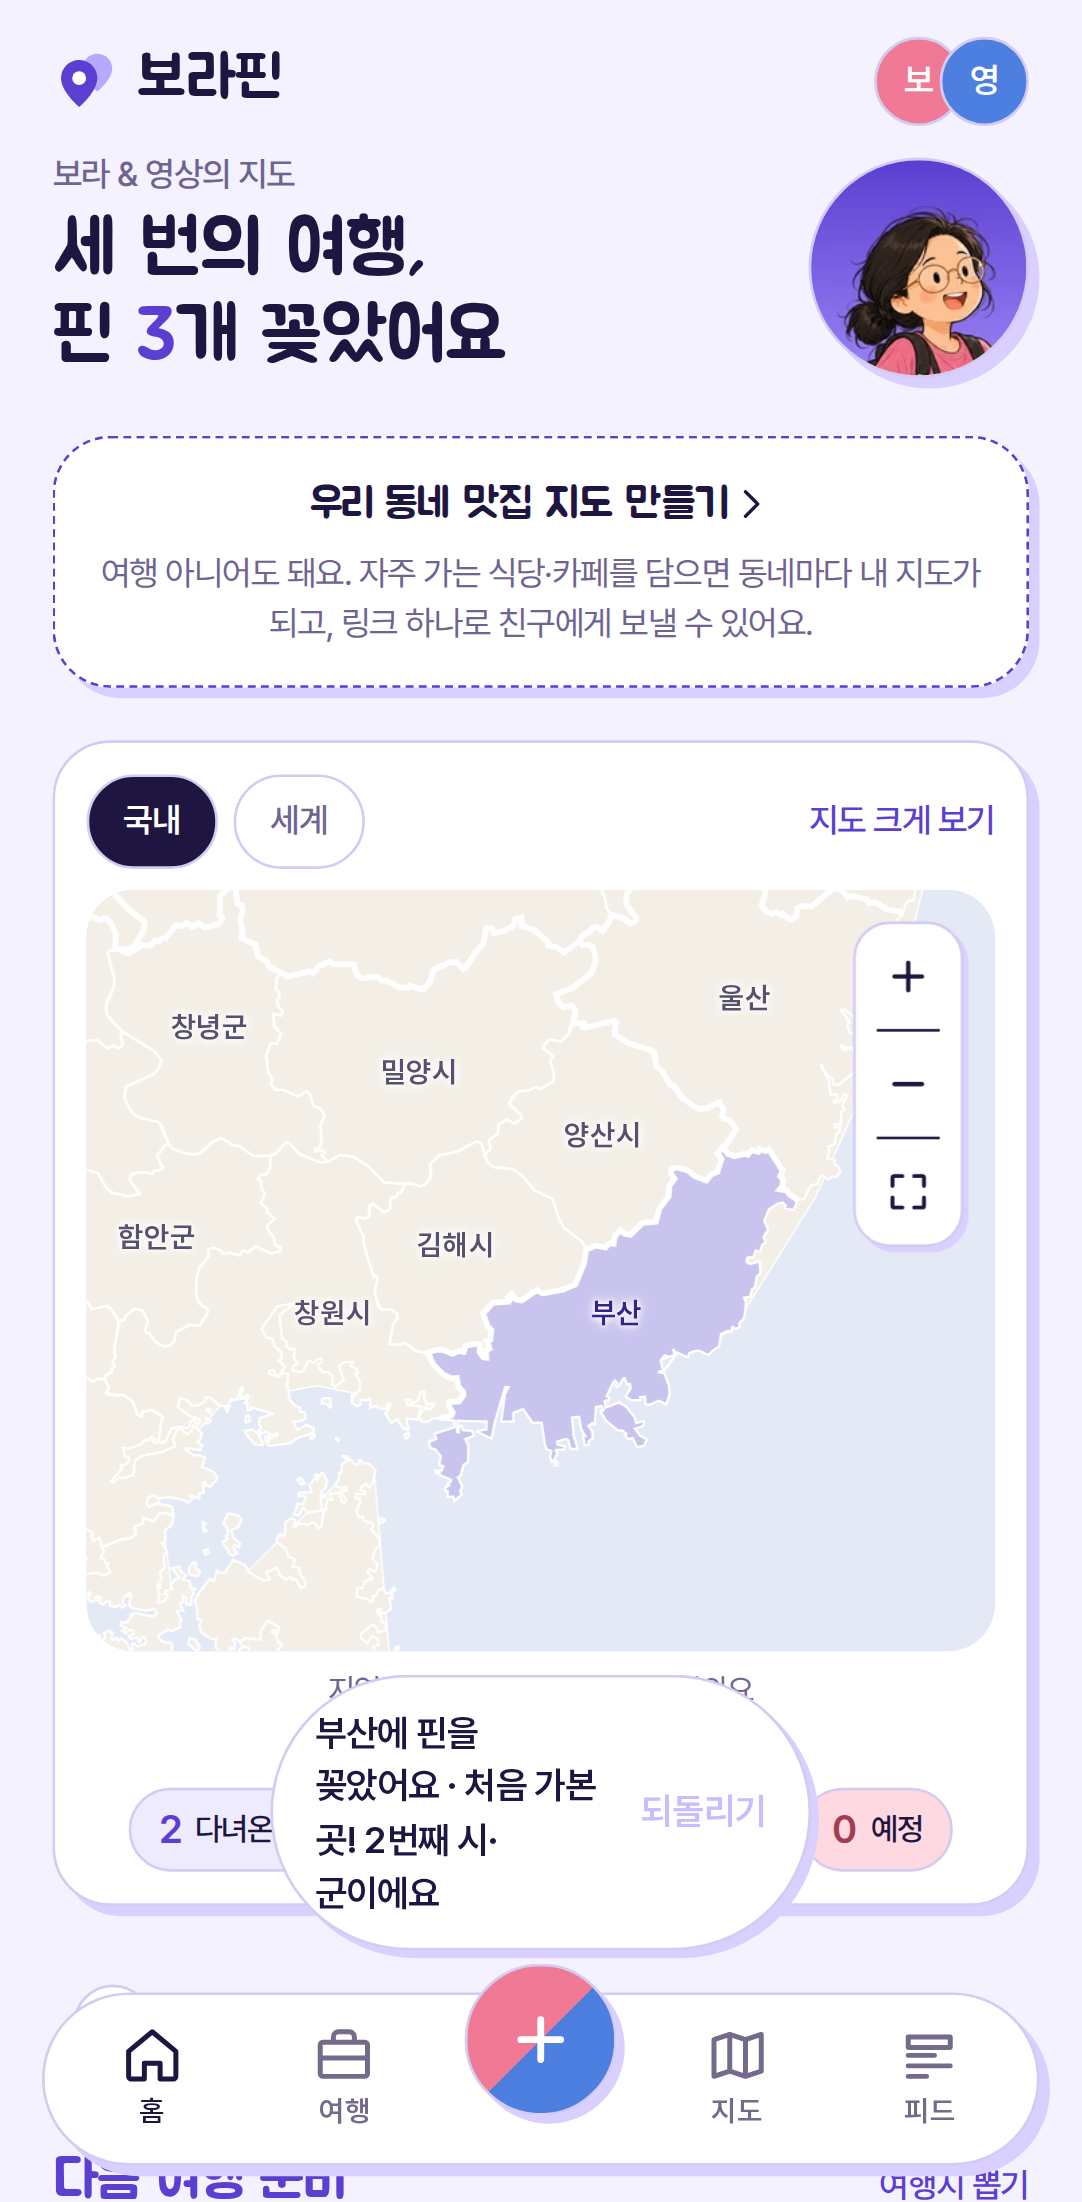 보라핀
보 영
보라 & 영상의 지도
세 번의 여행,
핀 3개 꽂았어요
우리 동네 맛집 지도 만들기
여행 아니어도 돼요. 자주 가는 식당·카페를 담으면 동네마다 내 지도가
되고, 링크 하나로 친구에게 보낼 수 있어요.
국내 세계 지도 크게 보기
울산
창녕군
밀양시
양산시
함안군
김해시
창원시 부산
부산에 핀을
꽂았어요 · 처음 가본
곳! 2번째 시·
군이에요
되돌리기
2 다녀온 0 예정
홈 여행 지도 피드
다음 여행 준비 여행지 뽑기